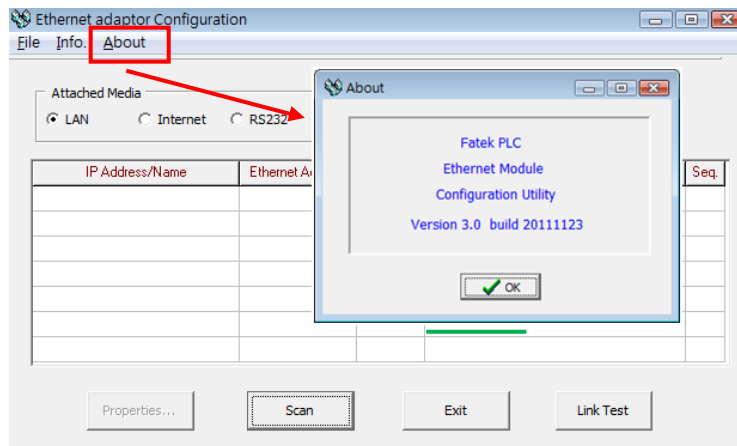 Ethernet adaptor Configuration
File Info. About
Attached Media
LAN Internet RS232
About
Fatek PLC
Ethernet Module
Configuration Utility
Version 3.0 build 20111123
OK
IP Address/Name Ethernet Seq.
Properties... Scan Exit Link Test